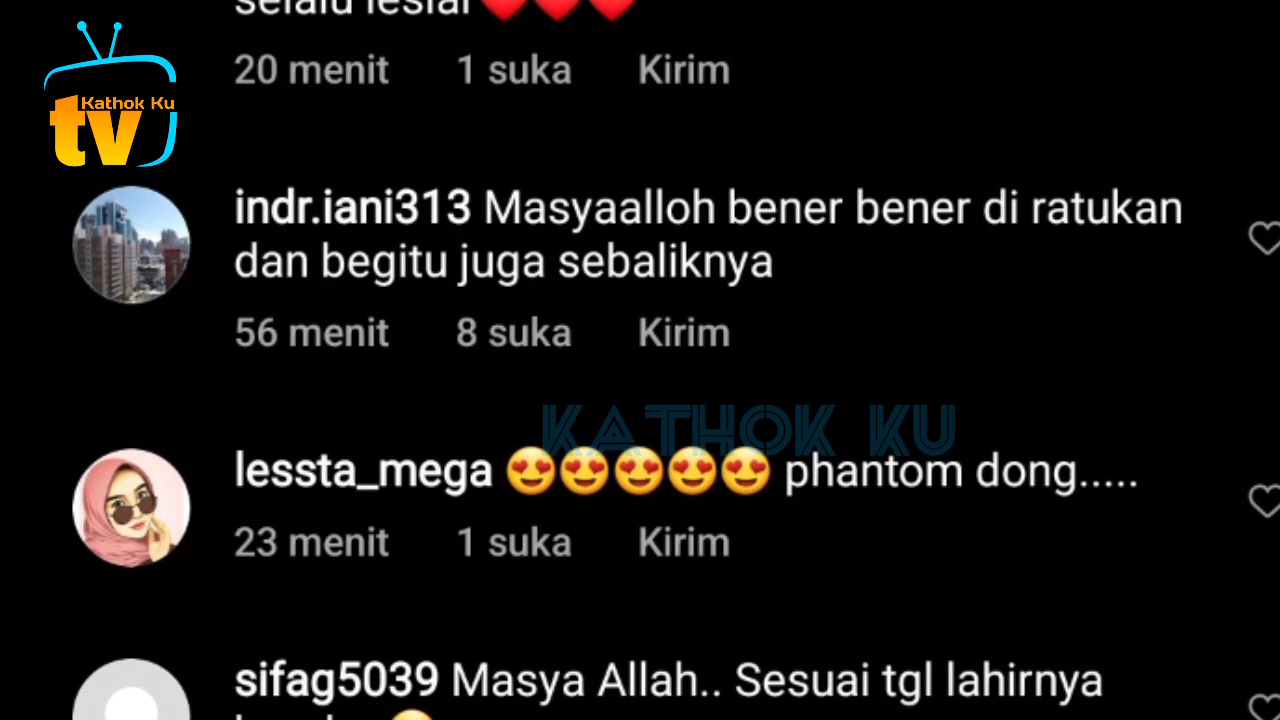 selalu leslar❤️❤️❤️
20 menit 1 suka Kirim
Kathok Ku
tv
indr.iani313 Masyaalloh bener bener di ratukan
dan begitu juga sebaliknya
56 menit 8 suka Kirim
KATHOK KU
lessta_mega 😍😍😍😍😍 phantom dong.....
23 menit 1 suka Kirim
sifag5039 Masya Allah.. Sesuai tgl lahirnya